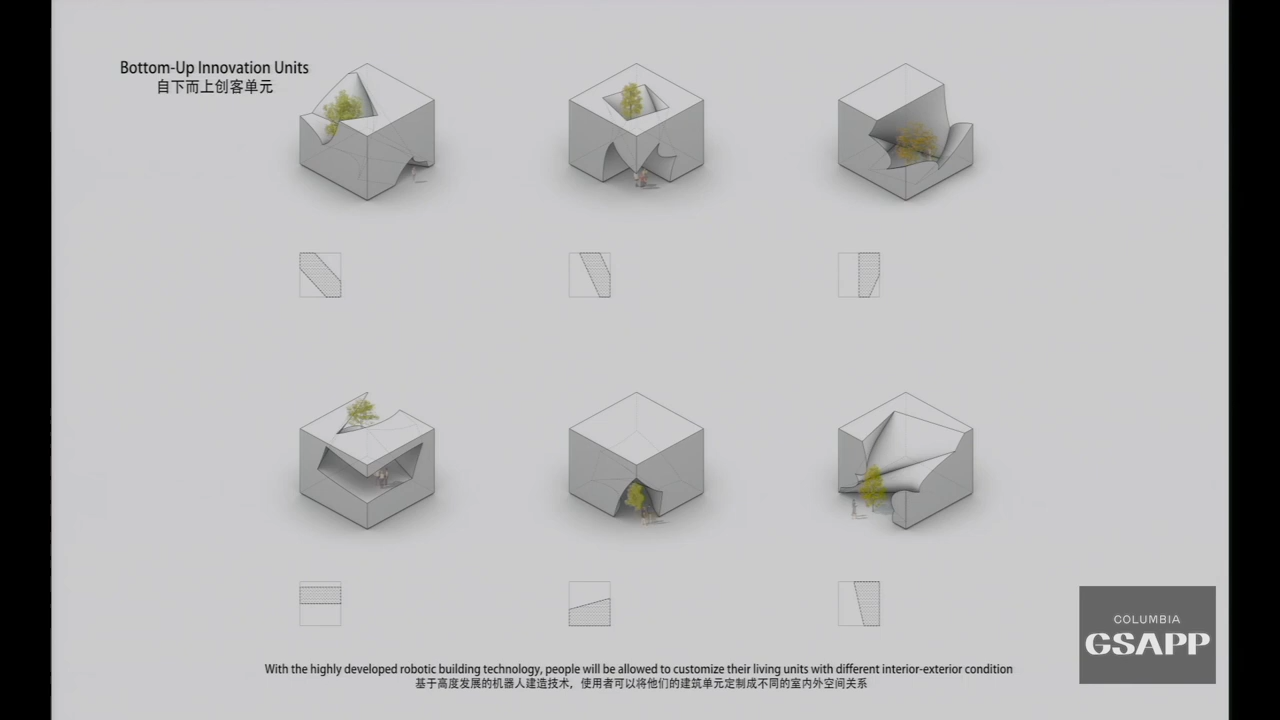 Bottom-Up Innovation Units
自下而上创客单元
With the highly developed robotic building technology, people will be allowed to customize their living units with different interior-exterior condition
基于高度发展的机器人建造技术，使用者可以将他们的建筑单元定制成不同的室内外空间关系
COLUMBIA
GSAPP